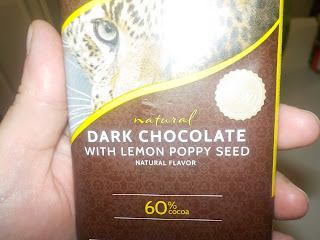 natural
DARK CHOCOLATE
WITH LEMON POPPY SEED
NATURAL FLAVOR
60% cocoa